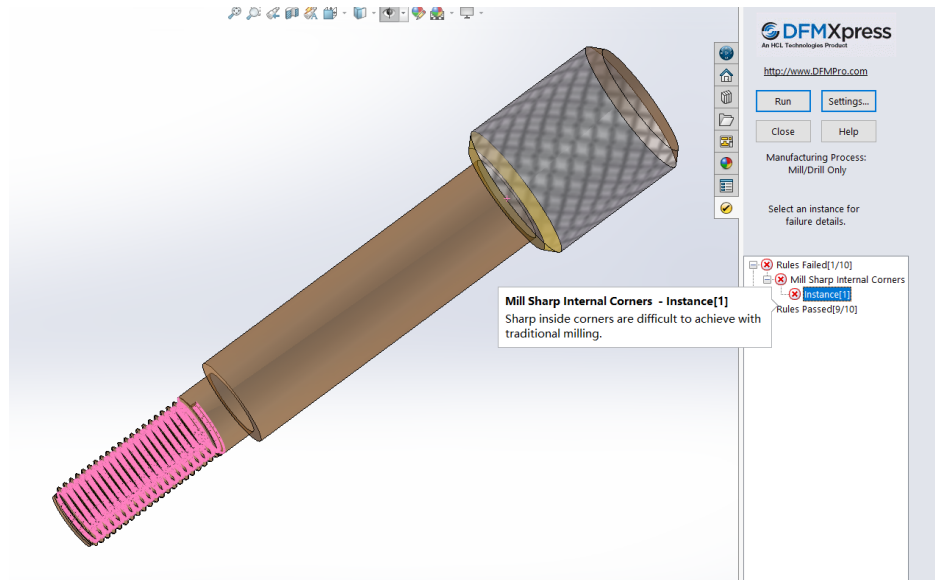 DFMXpress
An HCL Technologies Product
http://www.DFMPro.com
Run
Settings...
Close
Help
Manufacturing Process:
Mill/Drill Only
Select an instance for
failure details.
Rules Failed[1/10]
Mill Sharp Internal Corners
Instance[1]
Rules Passed[9/10]
Mill Sharp Internal Corners - Instance[1]
Sharp inside corners are difficult to achieve with
traditional milling.